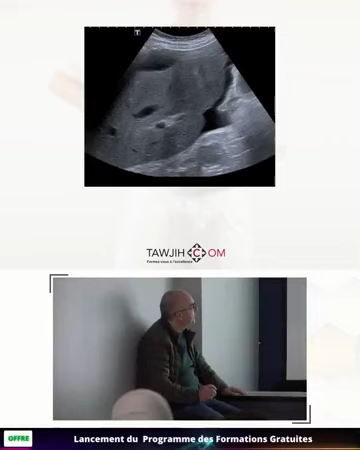 T
TAWJIH COM
Formez-vous à l'excellence
OFFRE
Lancement du Programme des Formations Gratuites